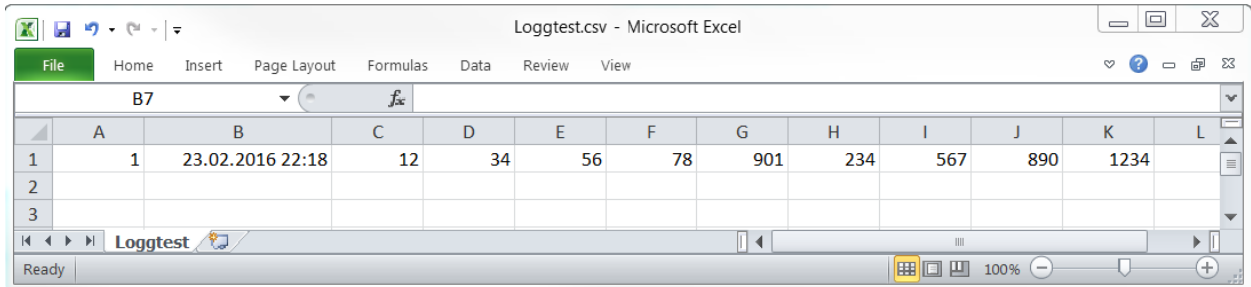 Loggtest.csv - Microsoft Excel
File Home Insert Page Layout Formulas Data Review View
B7 fx
A B C D E F G H I J K L
1 1 23.02.2016 22:18 12 34 56 78 901 234 567 890 1234
2
3
Loggtest
Ready 100%